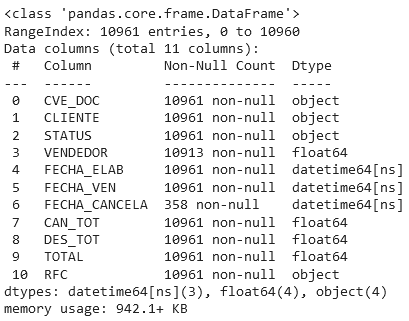 <class 'pandas.core.frame.DataFrame'>
RangeIndex: 10961 entries, 0 to 10960
Data columns (total 11 columns):
 #   Column         Non-Null Count  Dtype
---  ------         --------------  -----
 0   CVE_DOC        10961 non-null  object
 1   CLIENTE        10961 non-null  object
 2   STATUS         10961 non-null  object
 3   VENDEDOR       10913 non-null  float64
 4   FECHA_ELAB     10961 non-null  datetime64[ns]
 5   FECHA_VEN      10961 non-null  datetime64[ns]
 6   FECHA_CANCELA  358 non-null    datetime64[ns]
 7   CAN_TOT        10961 non-null  float64
 8   DES_TOT        10961 non-null  float64
 9   TOTAL          10961 non-null  float64
 10  RFC            10961 non-null  object
dtypes: datetime64[ns](3), float64(4), object(4)
memory usage: 942.1+ KB